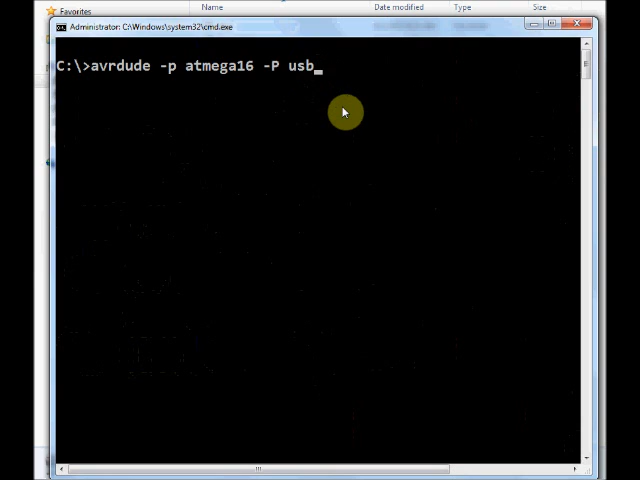 Favorites
Name
Date modified
Type
Size
Administrator: C:\Windows\system32\cmd.exe
C:\>avrdude -p atmega16 -P usb_